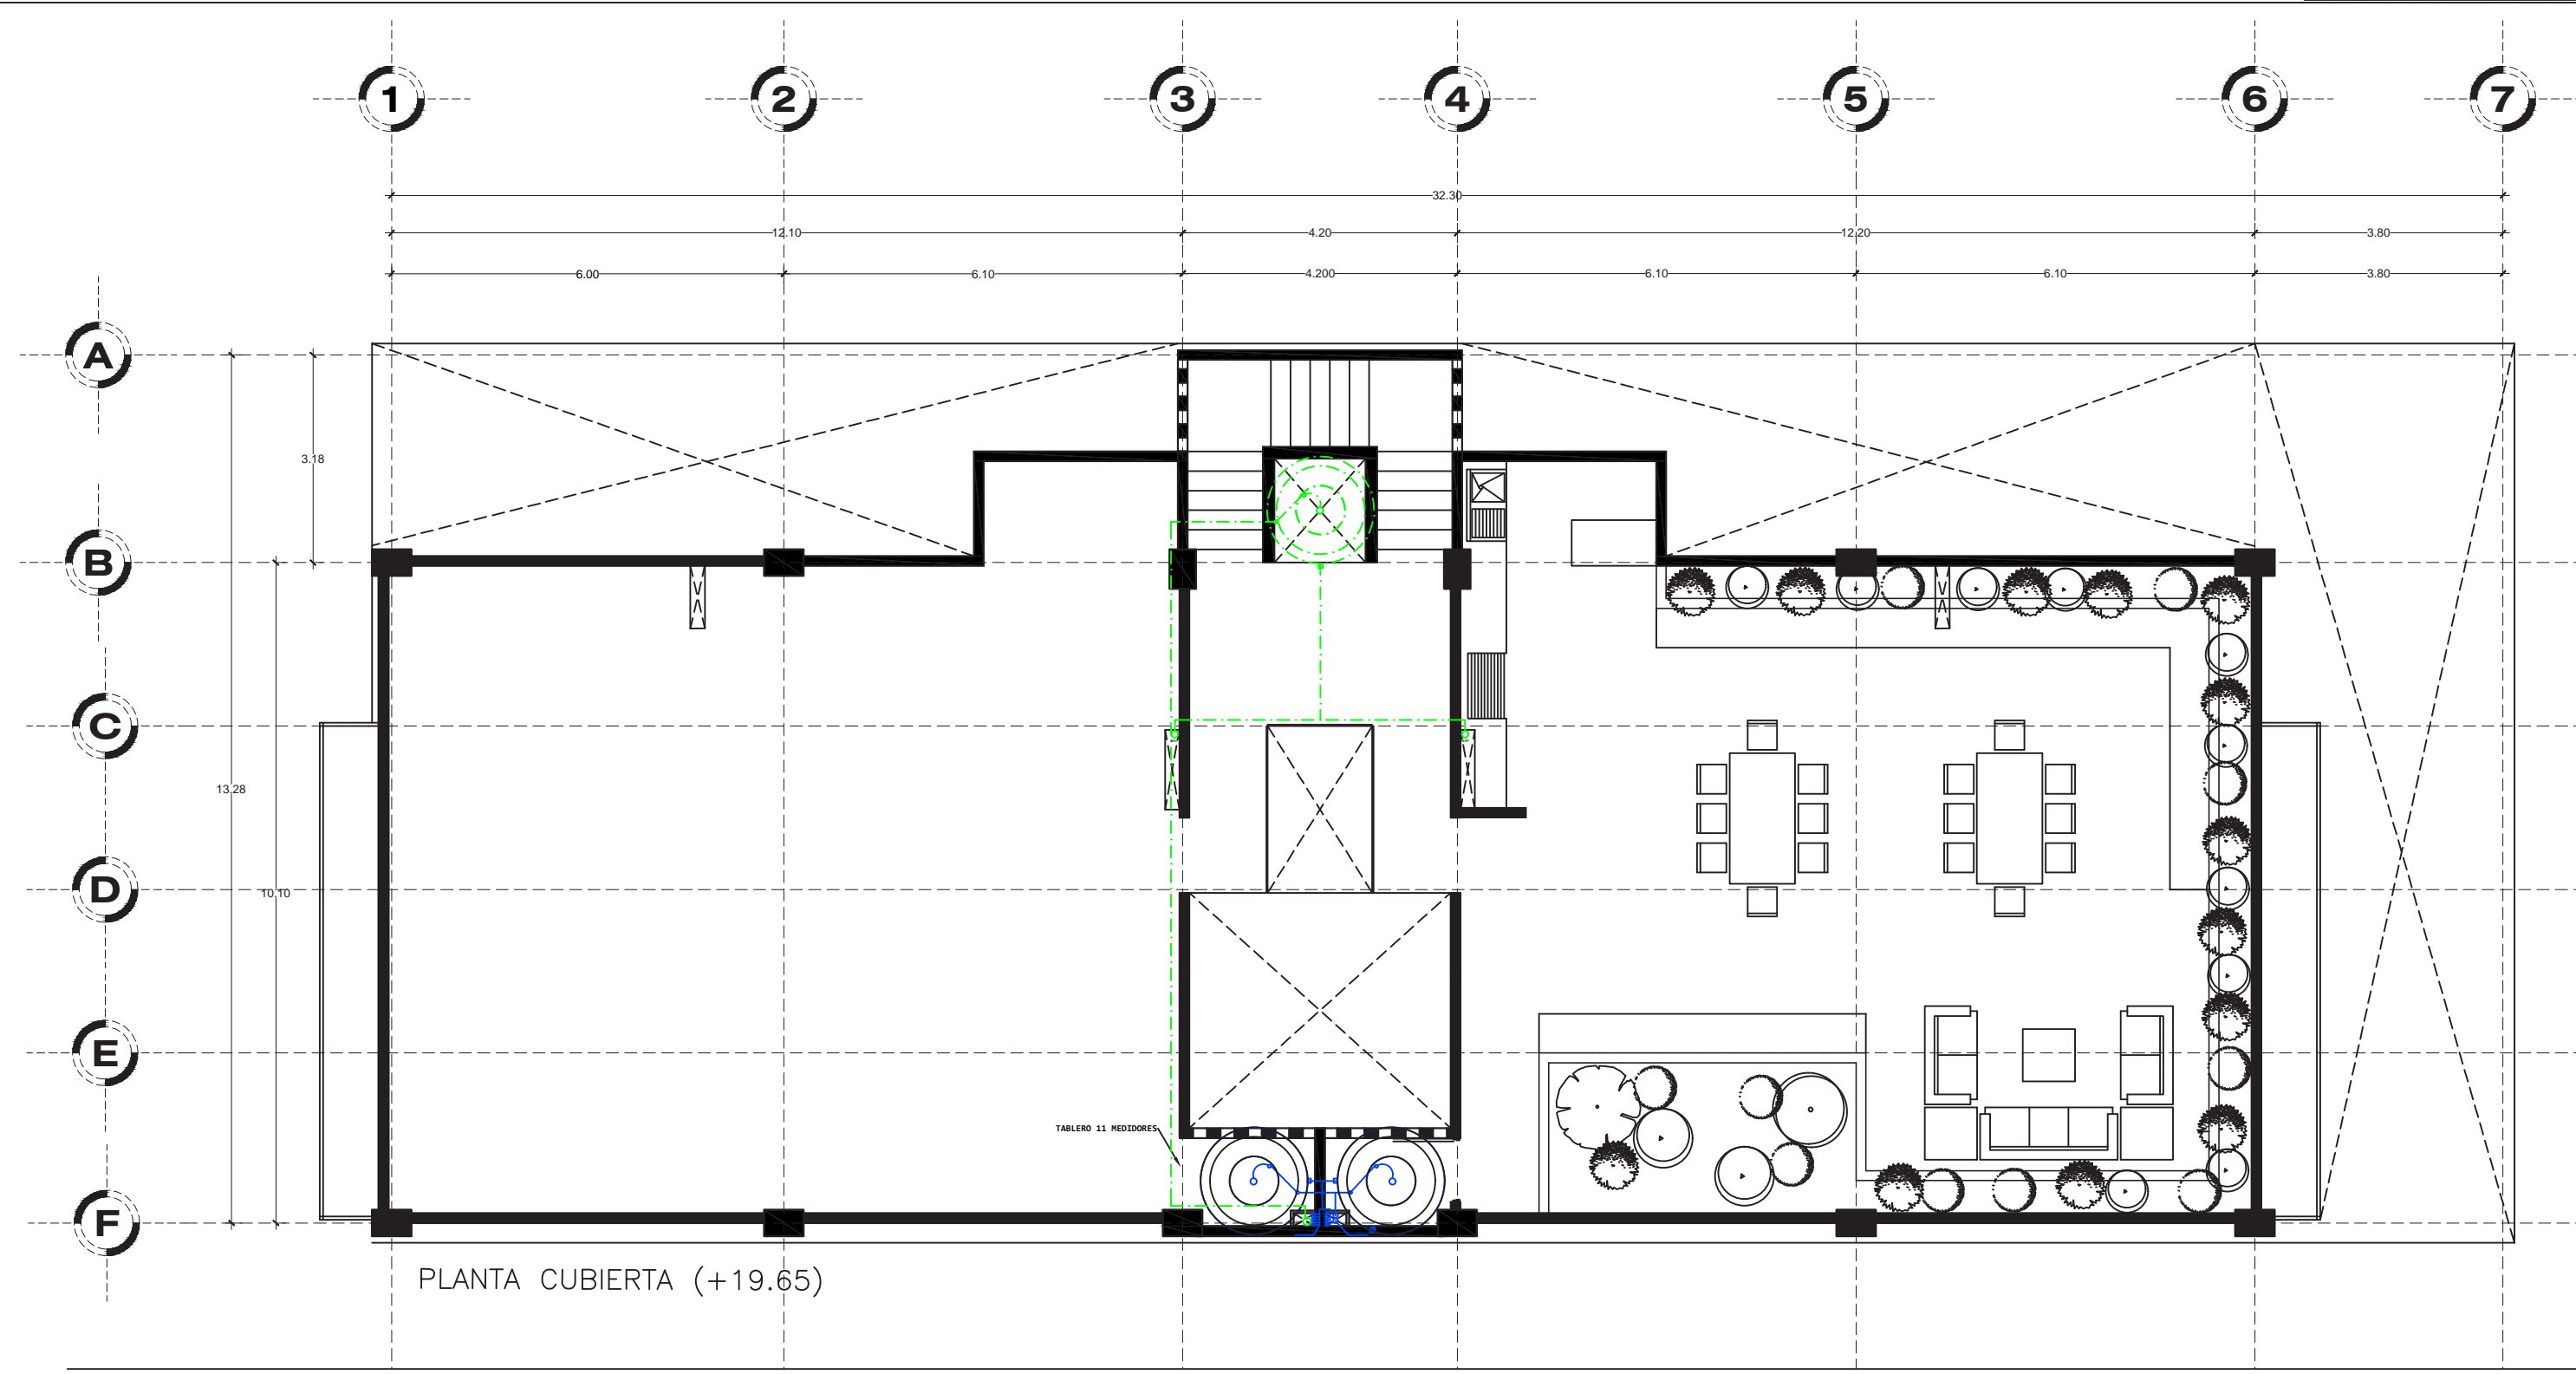 1 2 3 4 5 6 7
32.30
12.10 4.20 12.20 3.80
6.00 6.10 4.200 6.10 6.10 3.80
A
3.18
B
C
13.28
D
10.10
E
TABLERO 11 MEDIDORES
F
PLANTA CUBIERTA (+19.65)